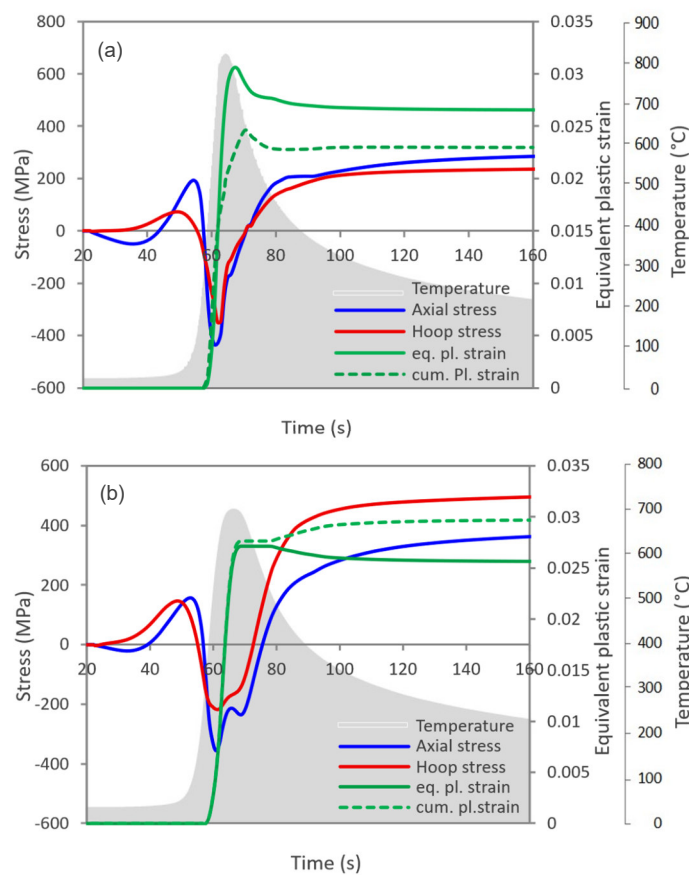 (a)
800
600
400
200
0
-200
-400
-600
Stress (MPa)
20 40 60 80 100 120 140 160
Time (s)
0.035
0.03
0.025
0.02
0.015
0.01
0.005
0
Equivalent plastic strain
900
800
700
600
500
400
300
200
100
0
Temperature (°C)
Temperature
Axial stress
Hoop stress
eq. pl. strain
cum. Pl. strain
(b)
600
400
200
0
-200
-400
-600
Stress (MPa)
20 40 60 80 100 120 140 160
Time (s)
0.035
0.03
0.025
0.02
0.015
0.01
0.005
0
Equivalent plastic strain
800
700
600
500
400
300
200
100
0
Temperature (°C)
Temperature
Axial stress
Hoop stress
eq. pl. strain
cum. pl.strain